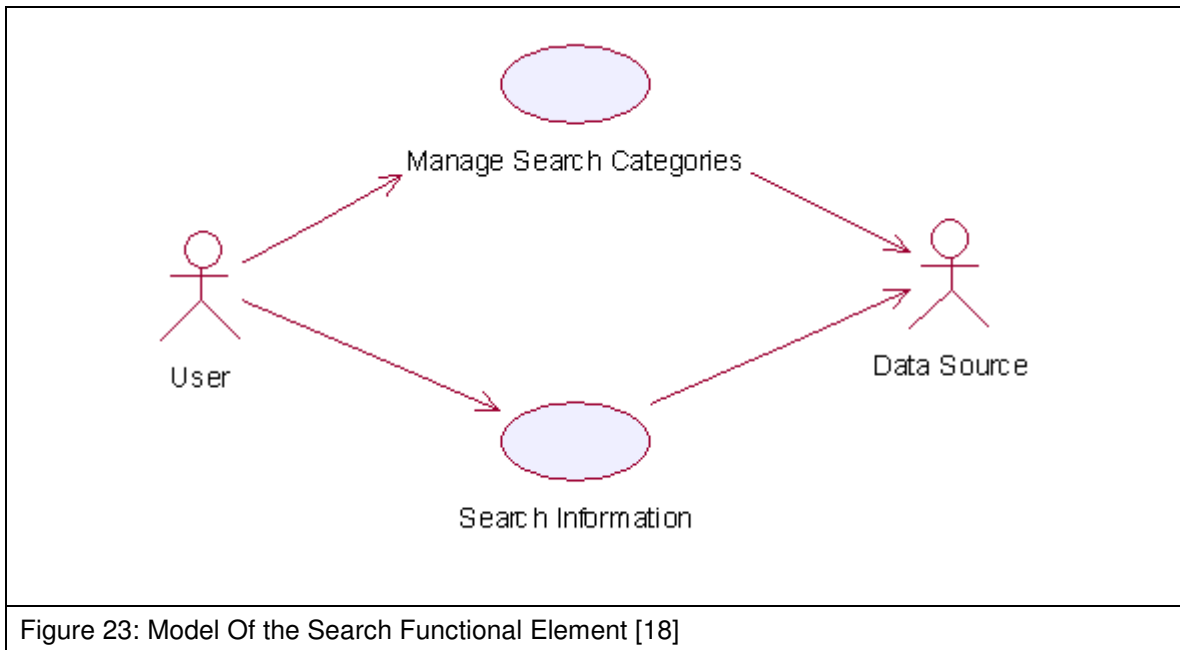 Manage Search Categories
User
Data Source
Search Information
Figure 23: Model Of the Search Functional Element [18]